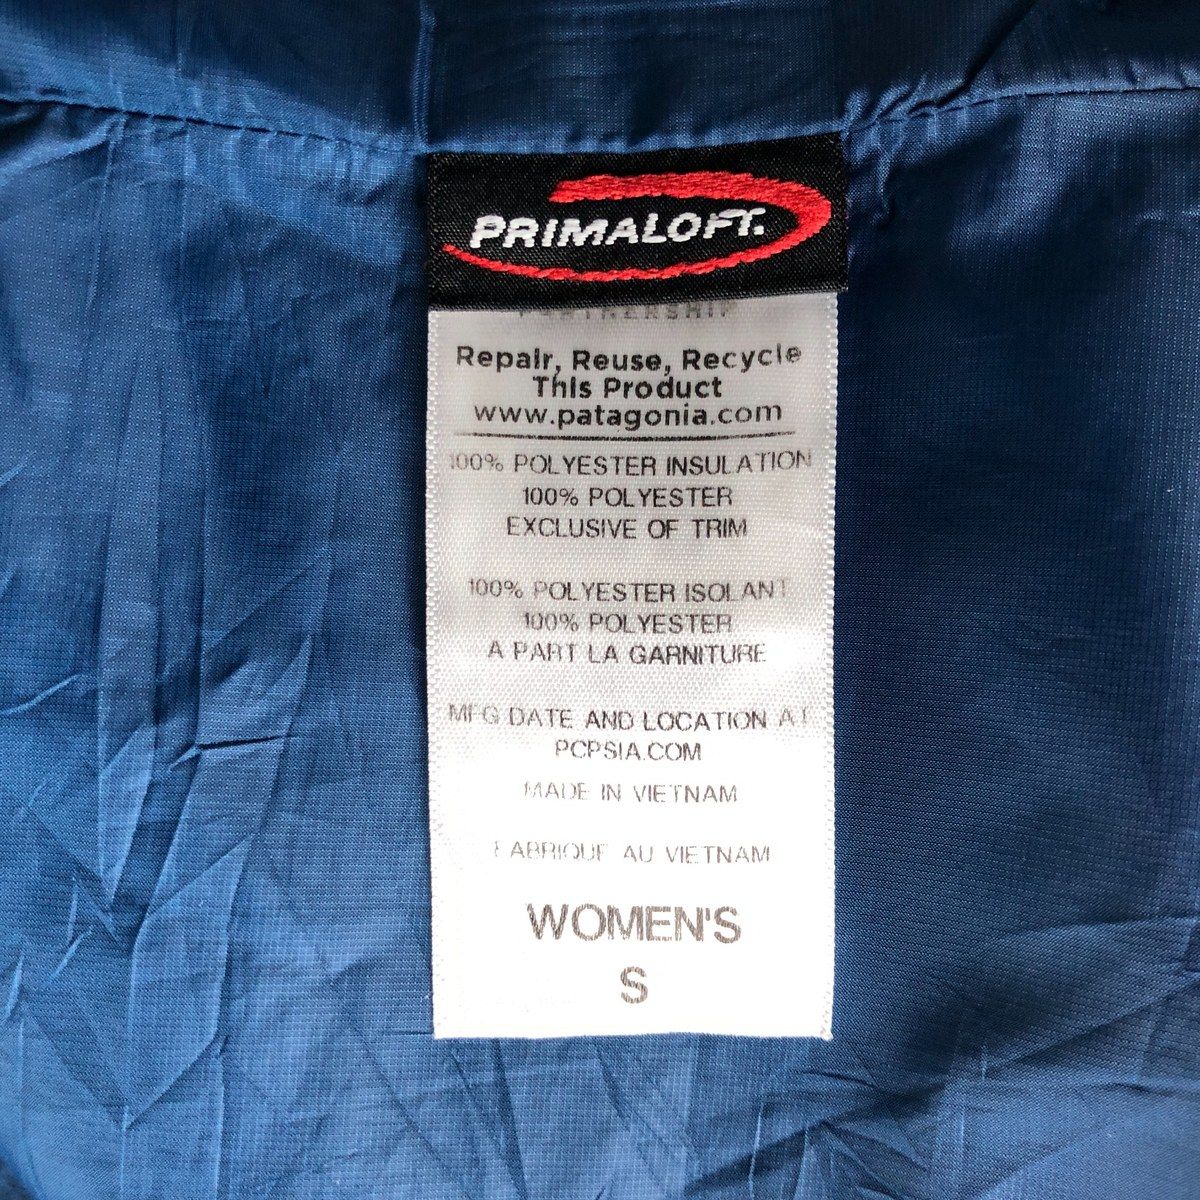 PRIMALOFT.
PARTNERSHIP
Repair, Reuse, Recycle
This Product
www.patagonia.com
100% POLYESTER INSULATION
100% POLYESTER
EXCLUSIVE OF TRIM
100% POLYESTER ISOLANT
100% POLYESTER
A PART LA GARNITURE
MFG DATE AND LOCATION AT
PCPSIA.COM
MADE IN VIETNAM
FABRIQUE AU VIETNAM
WOMEN'S
S